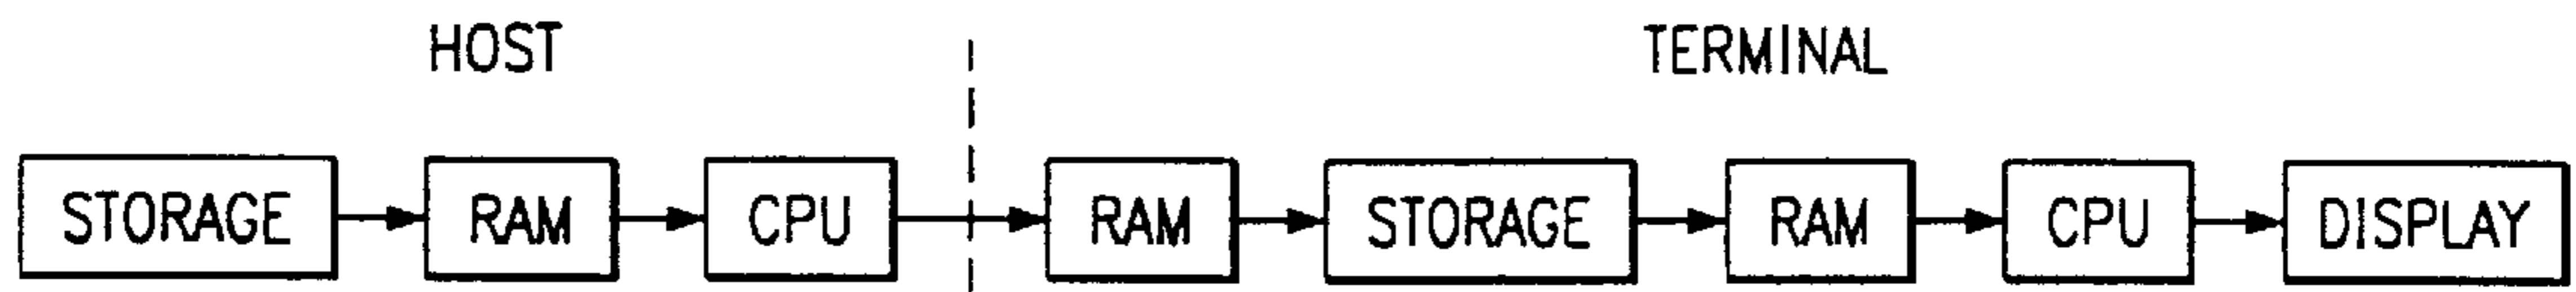 HOST TERMINAL
STORAGE RAM CPU RAM STORAGE RAM CPU DISPLAY